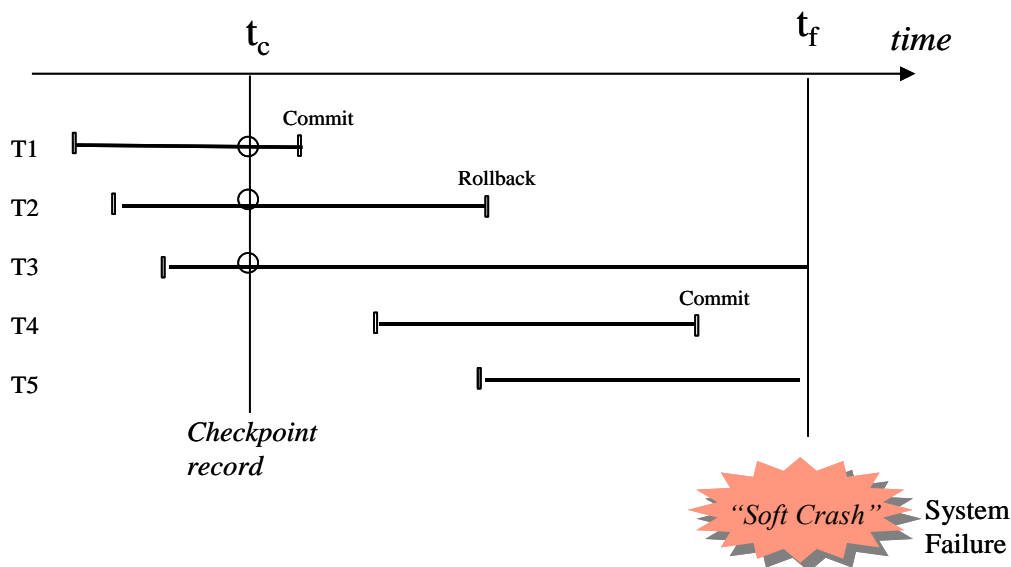 t_c
t_f
time
Commit
T1
Rollback
T2
T3
Commit
T4
T5
Checkpoint
record
“Soft Crash”
System
Failure